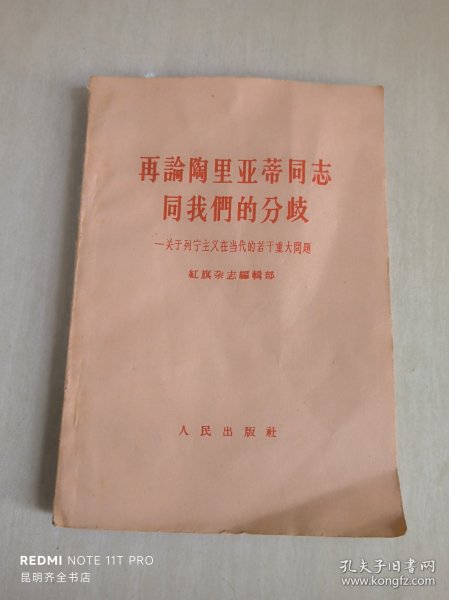 再論陶里亚蒂同志
同我們的分歧
—关于列宁主义在当代的若干重大問題
紅旗杂志編輯部
人民出版社
REDMI NOTE 11T PRO
昆明齐全书店
孔夫子旧书网
www.kongfz.com